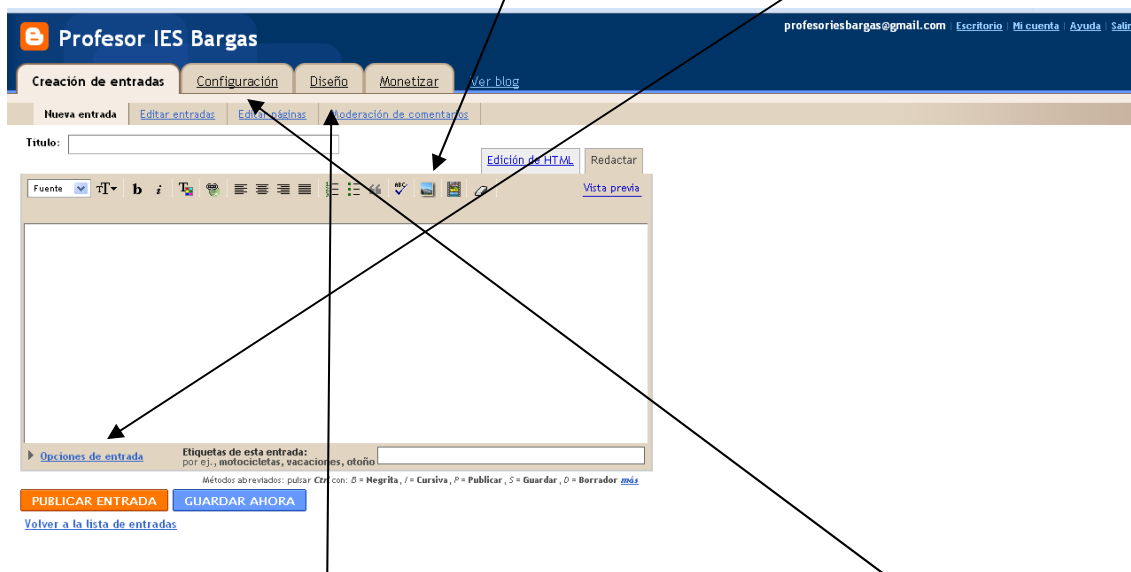 profesoriesbargas@gmail.com | Escritorio | Mi cuenta | Ayuda | Salir
Profesor IES Bargas
Creación de entradas Configuración Diseño Monetizar Ver blog
Nueva entrada Editar entradas Editar páginas Moderación de comentarios
Título:
Edición de HTML Redactar
Fuente T b i T ABC Vista previa
Opciones de entrada Etiquetas de esta entrada:
por ej., motocicletas, vacaciones, otoño
Métodos abreviados: pulsar Ctrl con: B = Negrita, I = Cursiva, P = Publicar, S = Guardar, D = Borrador más
PUBLICAR ENTRADA GUARDAR AHORA
Volver a la lista de entradas